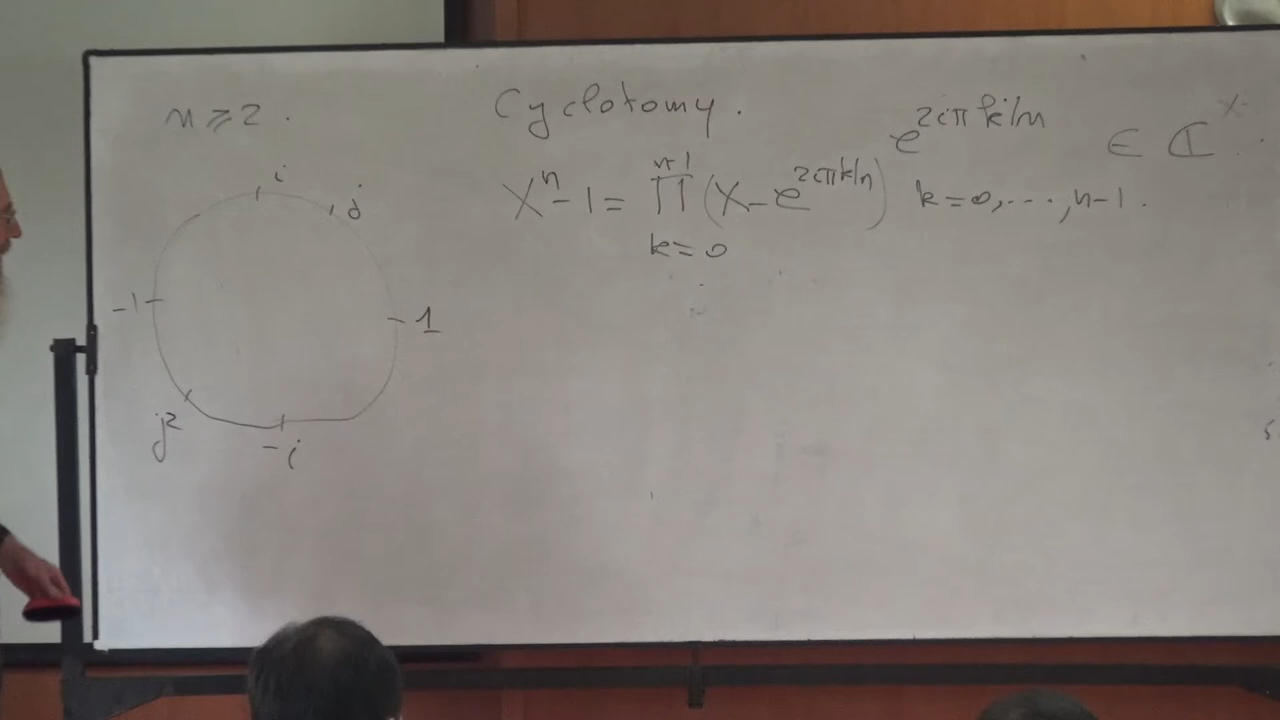 n ⩾ 2 .
Cyclotomy .
e^{2iπk/n} ∈ ℂ^× .
X^n - 1 = ∏_{k=0}^{n-1} (X - e^{2iπk/n}) k = 0, ..., n-1 .
i
j
-1
1
j²
-i